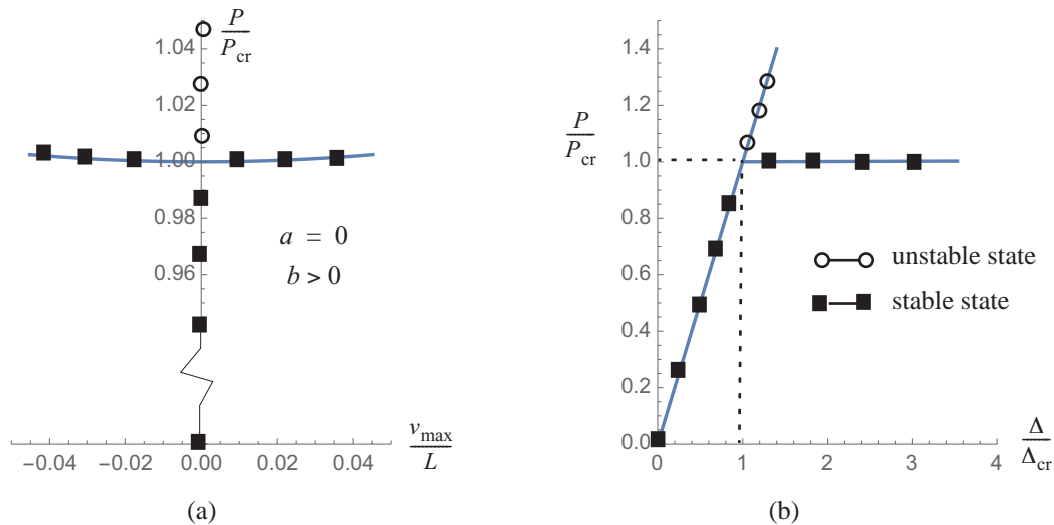 P
P_cr
1.04
1.02
1.00
0.98
0.96
a = 0
b > 0
−0.04
−0.02
0.00
0.02
0.04
v_max
L
(a)
1.4
1.2
P
P_cr
1.0
0.8
0.6
0.4
0.2
0.0
0
1
2
3
4
Δ
Δ_cr
unstable state
stable state
(b)